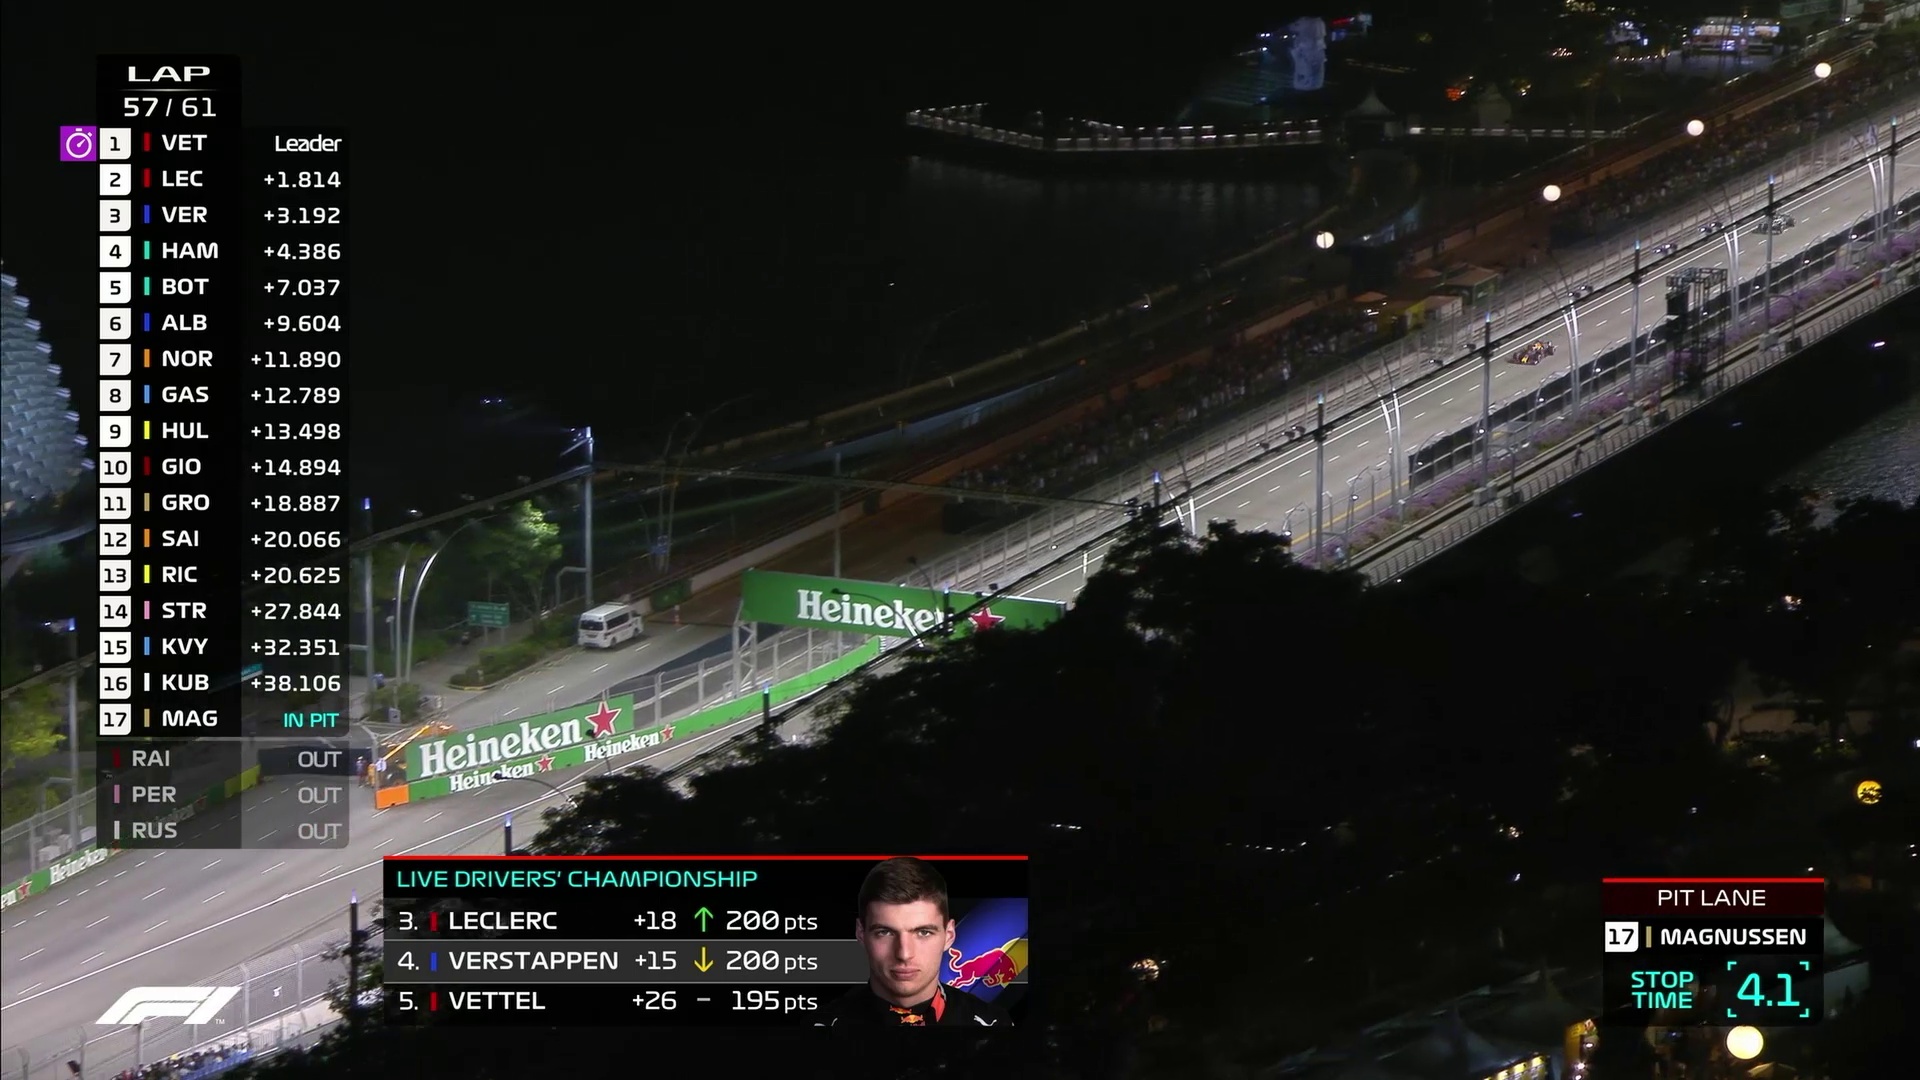 LAP
57 / 61
1 VET Leader
2 LEC +1.814
3 VER +3.192
4 HAM +4.386
5 BOT +7.037
6 ALB +9.604
7 NOR +11.890
8 GAS +12.789
9 HUL +13.498
10 GIO +14.894
11 GRO +18.887
12 SAI +20.066
13 RIC +20.625
14 STR +27.844
15 KVY +32.351
16 KUB +38.106
17 MAG IN PIT
RAI OUT
PER OUT
RUS OUT
Heineken
Heineken
Heineken
Heineken
Heineken
LIVE DRIVERS' CHAMPIONSHIP
3. LECLERC +18 ↑ 200 pts
4. VERSTAPPEN +15 ↓ 200 pts
5. VETTEL +26 – 195 pts
PIT LANE
17 MAGNUSSEN
STOP TIME 4.1
F1 ™